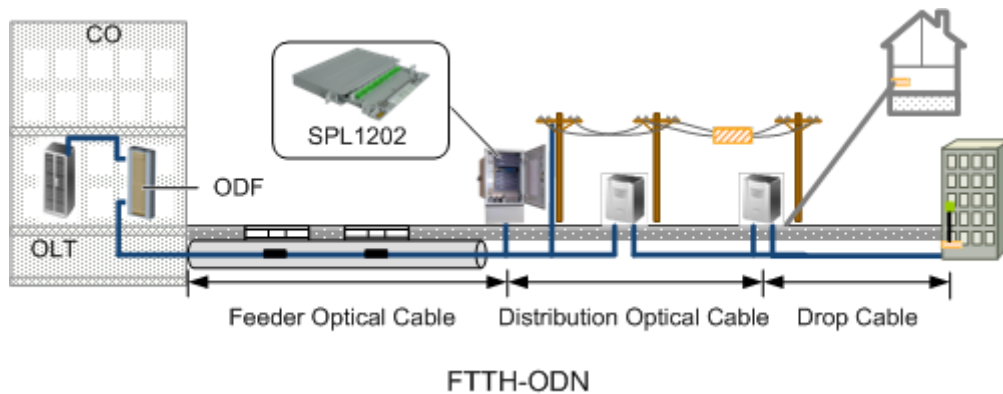 CO
SPL1202
ODF
OLT
Feeder Optical Cable
Distribution Optical Cable
Drop Cable
FTTH-ODN